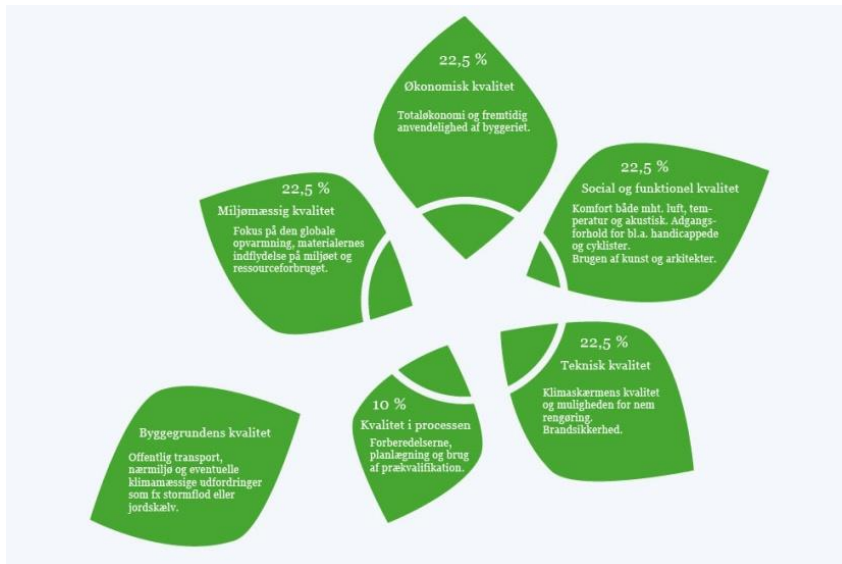 22,5 %
Økonomisk kvalitet
Totaløkonomi og fremtidig
anvendelighed af byggeriet.
22,5 %
Social og funktionel kvalitet
Komfort både mht. luft, tem-
peratur og akustisk. Adgangs-
forhold for bl.a. handicappede
og cyklister.
Brugen af kunst og arkitekter.
22,5 %
Miljømæssig kvalitet
Fokus på den globale
opvarmning, materialernes
indflydelse på miljøet og
ressourceforbruget.
22,5 %
Teknisk kvalitet
Klimaskærmens kvalitet
og muligheden for nem
rengøring.
Brandsikkerhed.
10 %
Kvalitet i processen
Forberedelserne,
planlægning og brug
af prækvalifikation.
Byggegrundens kvalitet
Offentlig transport,
nærmiljø og eventuelle
klimamæssige udfordringer
som fx stormflod eller
jordskælv.